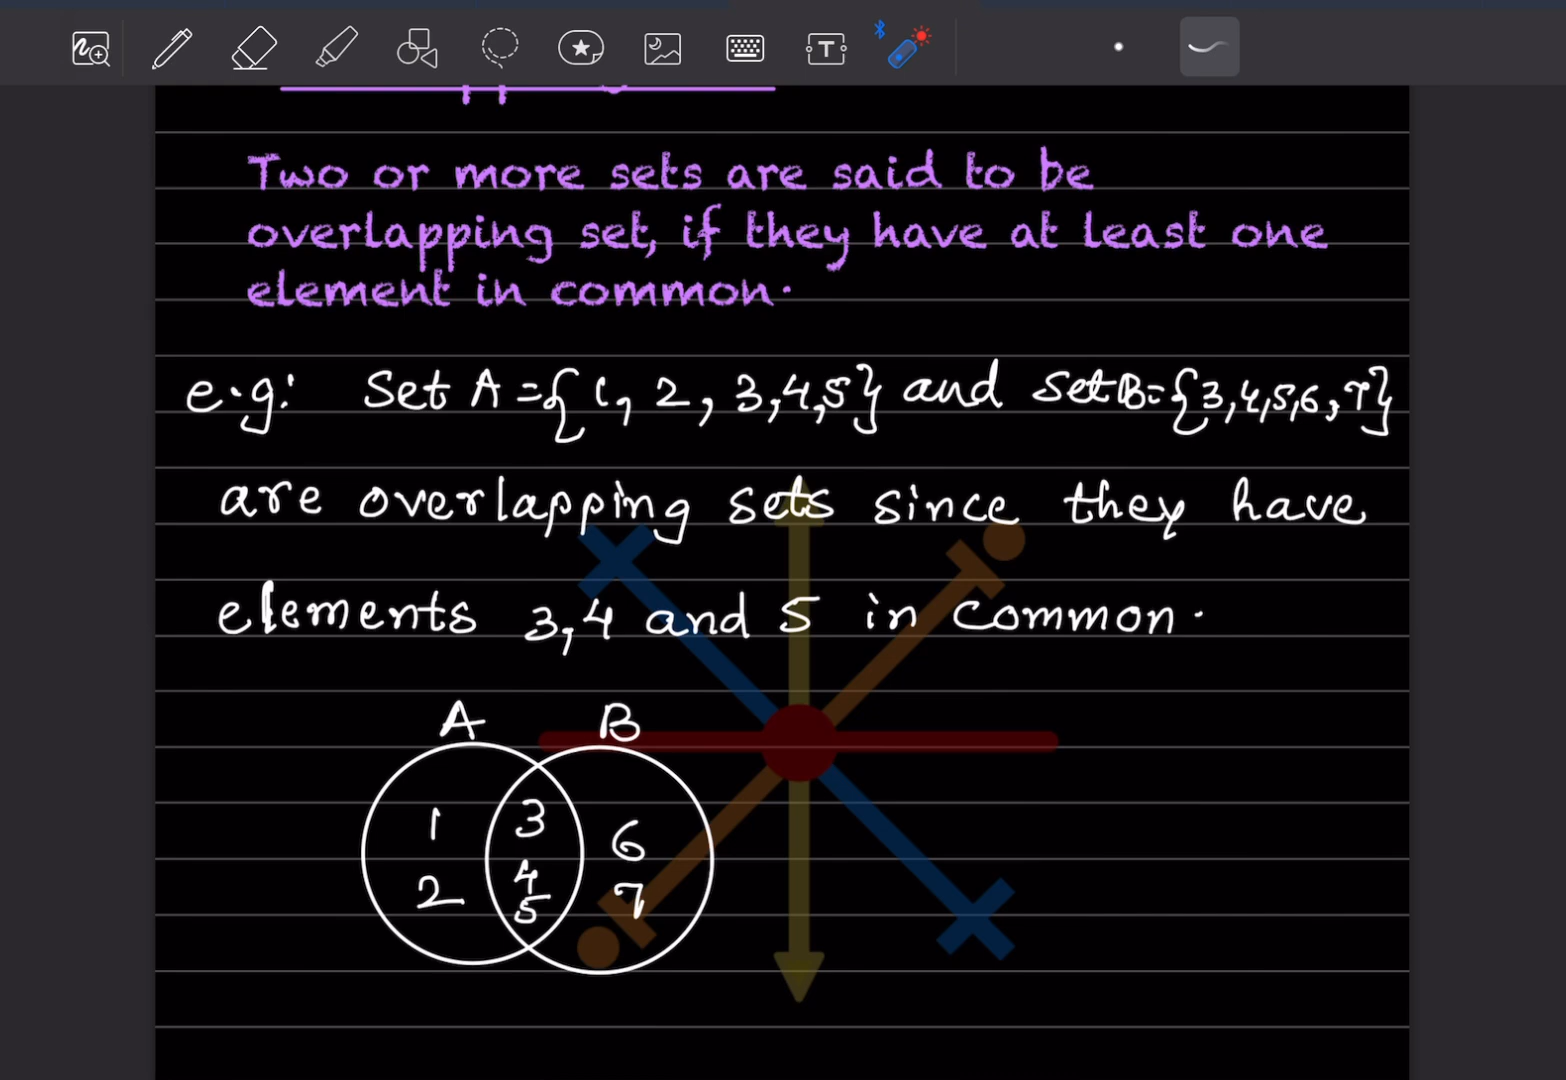 Two or more sets are said to be
overlapping set, if they have at least one
element in common.
e.g: Set A = {1, 2, 3,4,5} and Set B = {3,4,5,6,7}
are overlapping sets since they have
elements 3,4 and 5 in common.
A B
1 3 6
2 4 7
5